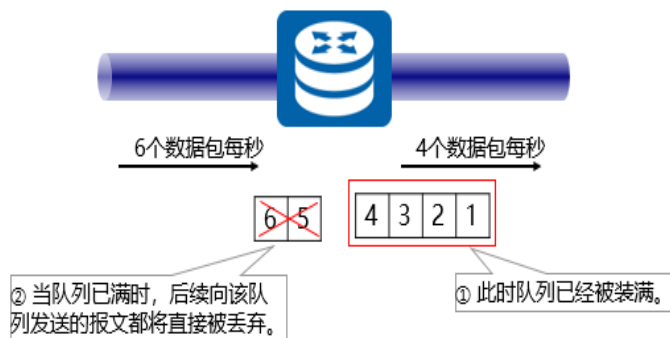 6个数据包每秒
4个数据包每秒
6 5
4 3 2 1
② 当队列已满时，后续向该队
列发送的报文都将直接被丢弃。
① 此时队列已经被装满。